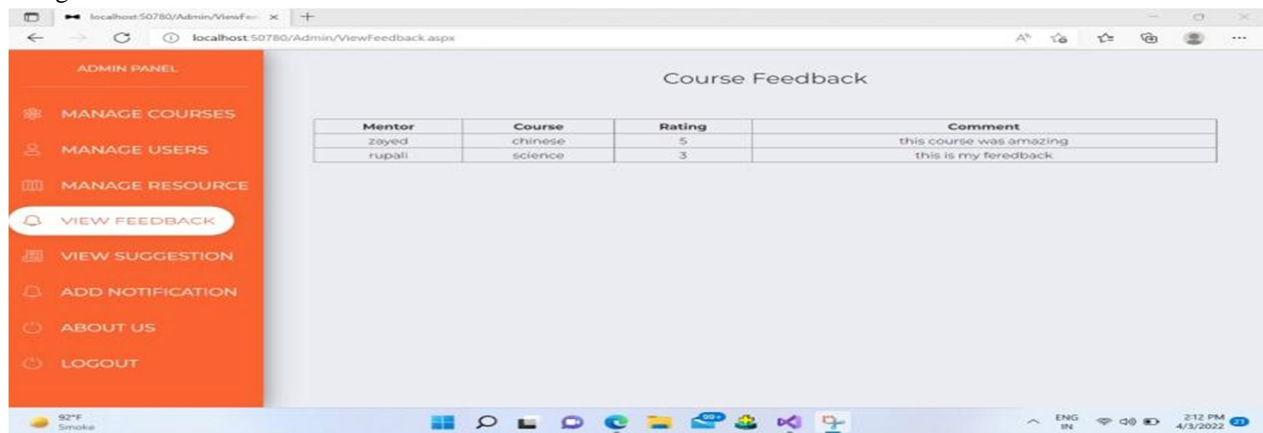 localhost:50780/Admin/ViewFee
localhost:50780/Admin/ViewFeedback.aspx
ADMIN PANEL
MANAGE COURSES
MANAGE USERS
MANAGE RESOURCE
VIEW FEEDBACK
VIEW SUGGESTION
ADD NOTIFICATION
ABOUT US
LOGOUT
Course Feedback
Mentor Course Rating Comment
zayed chinese 5 this course was amazing
rupali science 3 this is my feredback
92°F
Smoke
99+
ENG
IN
2:12 PM
4/3/2022